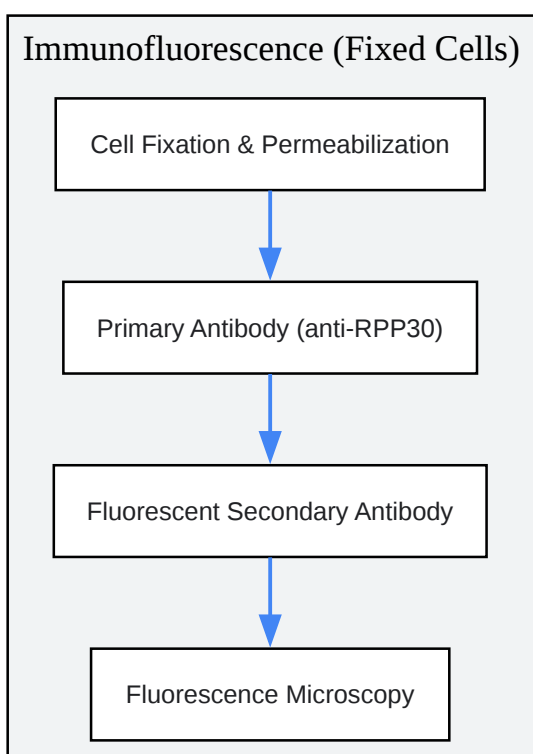 Immunofluorescence (Fixed Cells)
Cell Fixation & Permeabilization
Primary Antibody (anti-RPP30)
Fluorescent Secondary Antibody
Fluorescence Microscopy